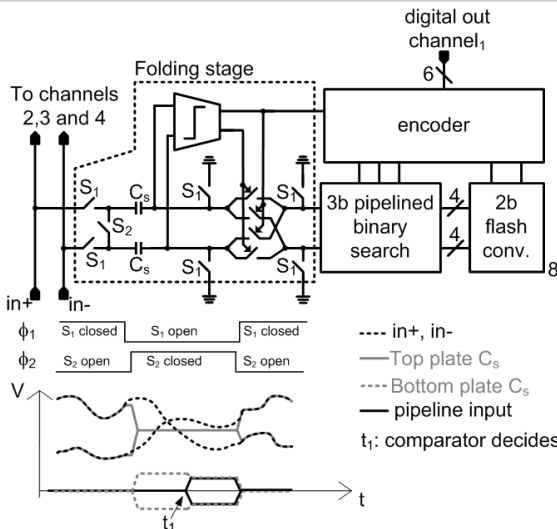 digital out
channel1
6
Folding stage
To channels
2,3 and 4
encoder
S1
Cs
S1
S1
S2
3b pipelined
binary
search
4
4
2b
flash
conv.
S1
Cs
S1
S1
8
in+
in-
ϕ1
S1 closed
S1 open
S1 closed
ϕ2
S2 open
S2 closed
S2 open
V
t
t1
in+, in-
Top plate Cs
Bottom plate Cs
pipeline input
t1: comparator decides